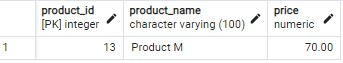 product_id product_name price
[PK] integer character varying (100) numeric
1 13 Product M 70.00